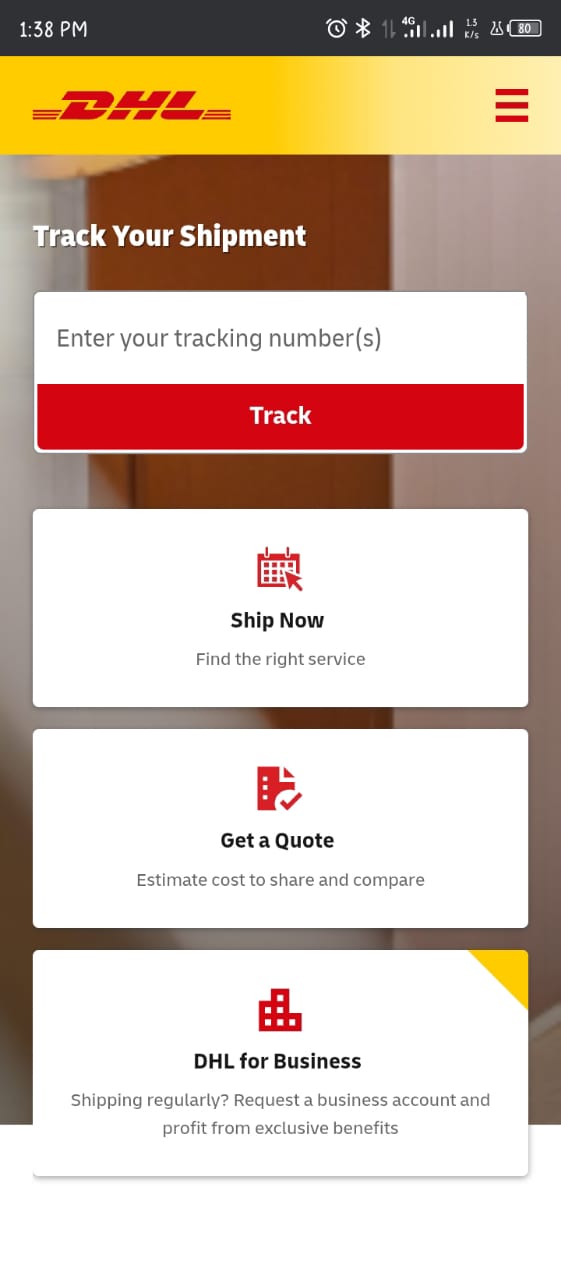 1:38 PM
4G
1.3
K/s
80
DHL
Track Your Shipment
Enter your tracking number(s)
Track
Ship Now
Find the right service
Get a Quote
Estimate cost to share and compare
DHL for Business
Shipping regularly? Request a business account and
profit from exclusive benefits